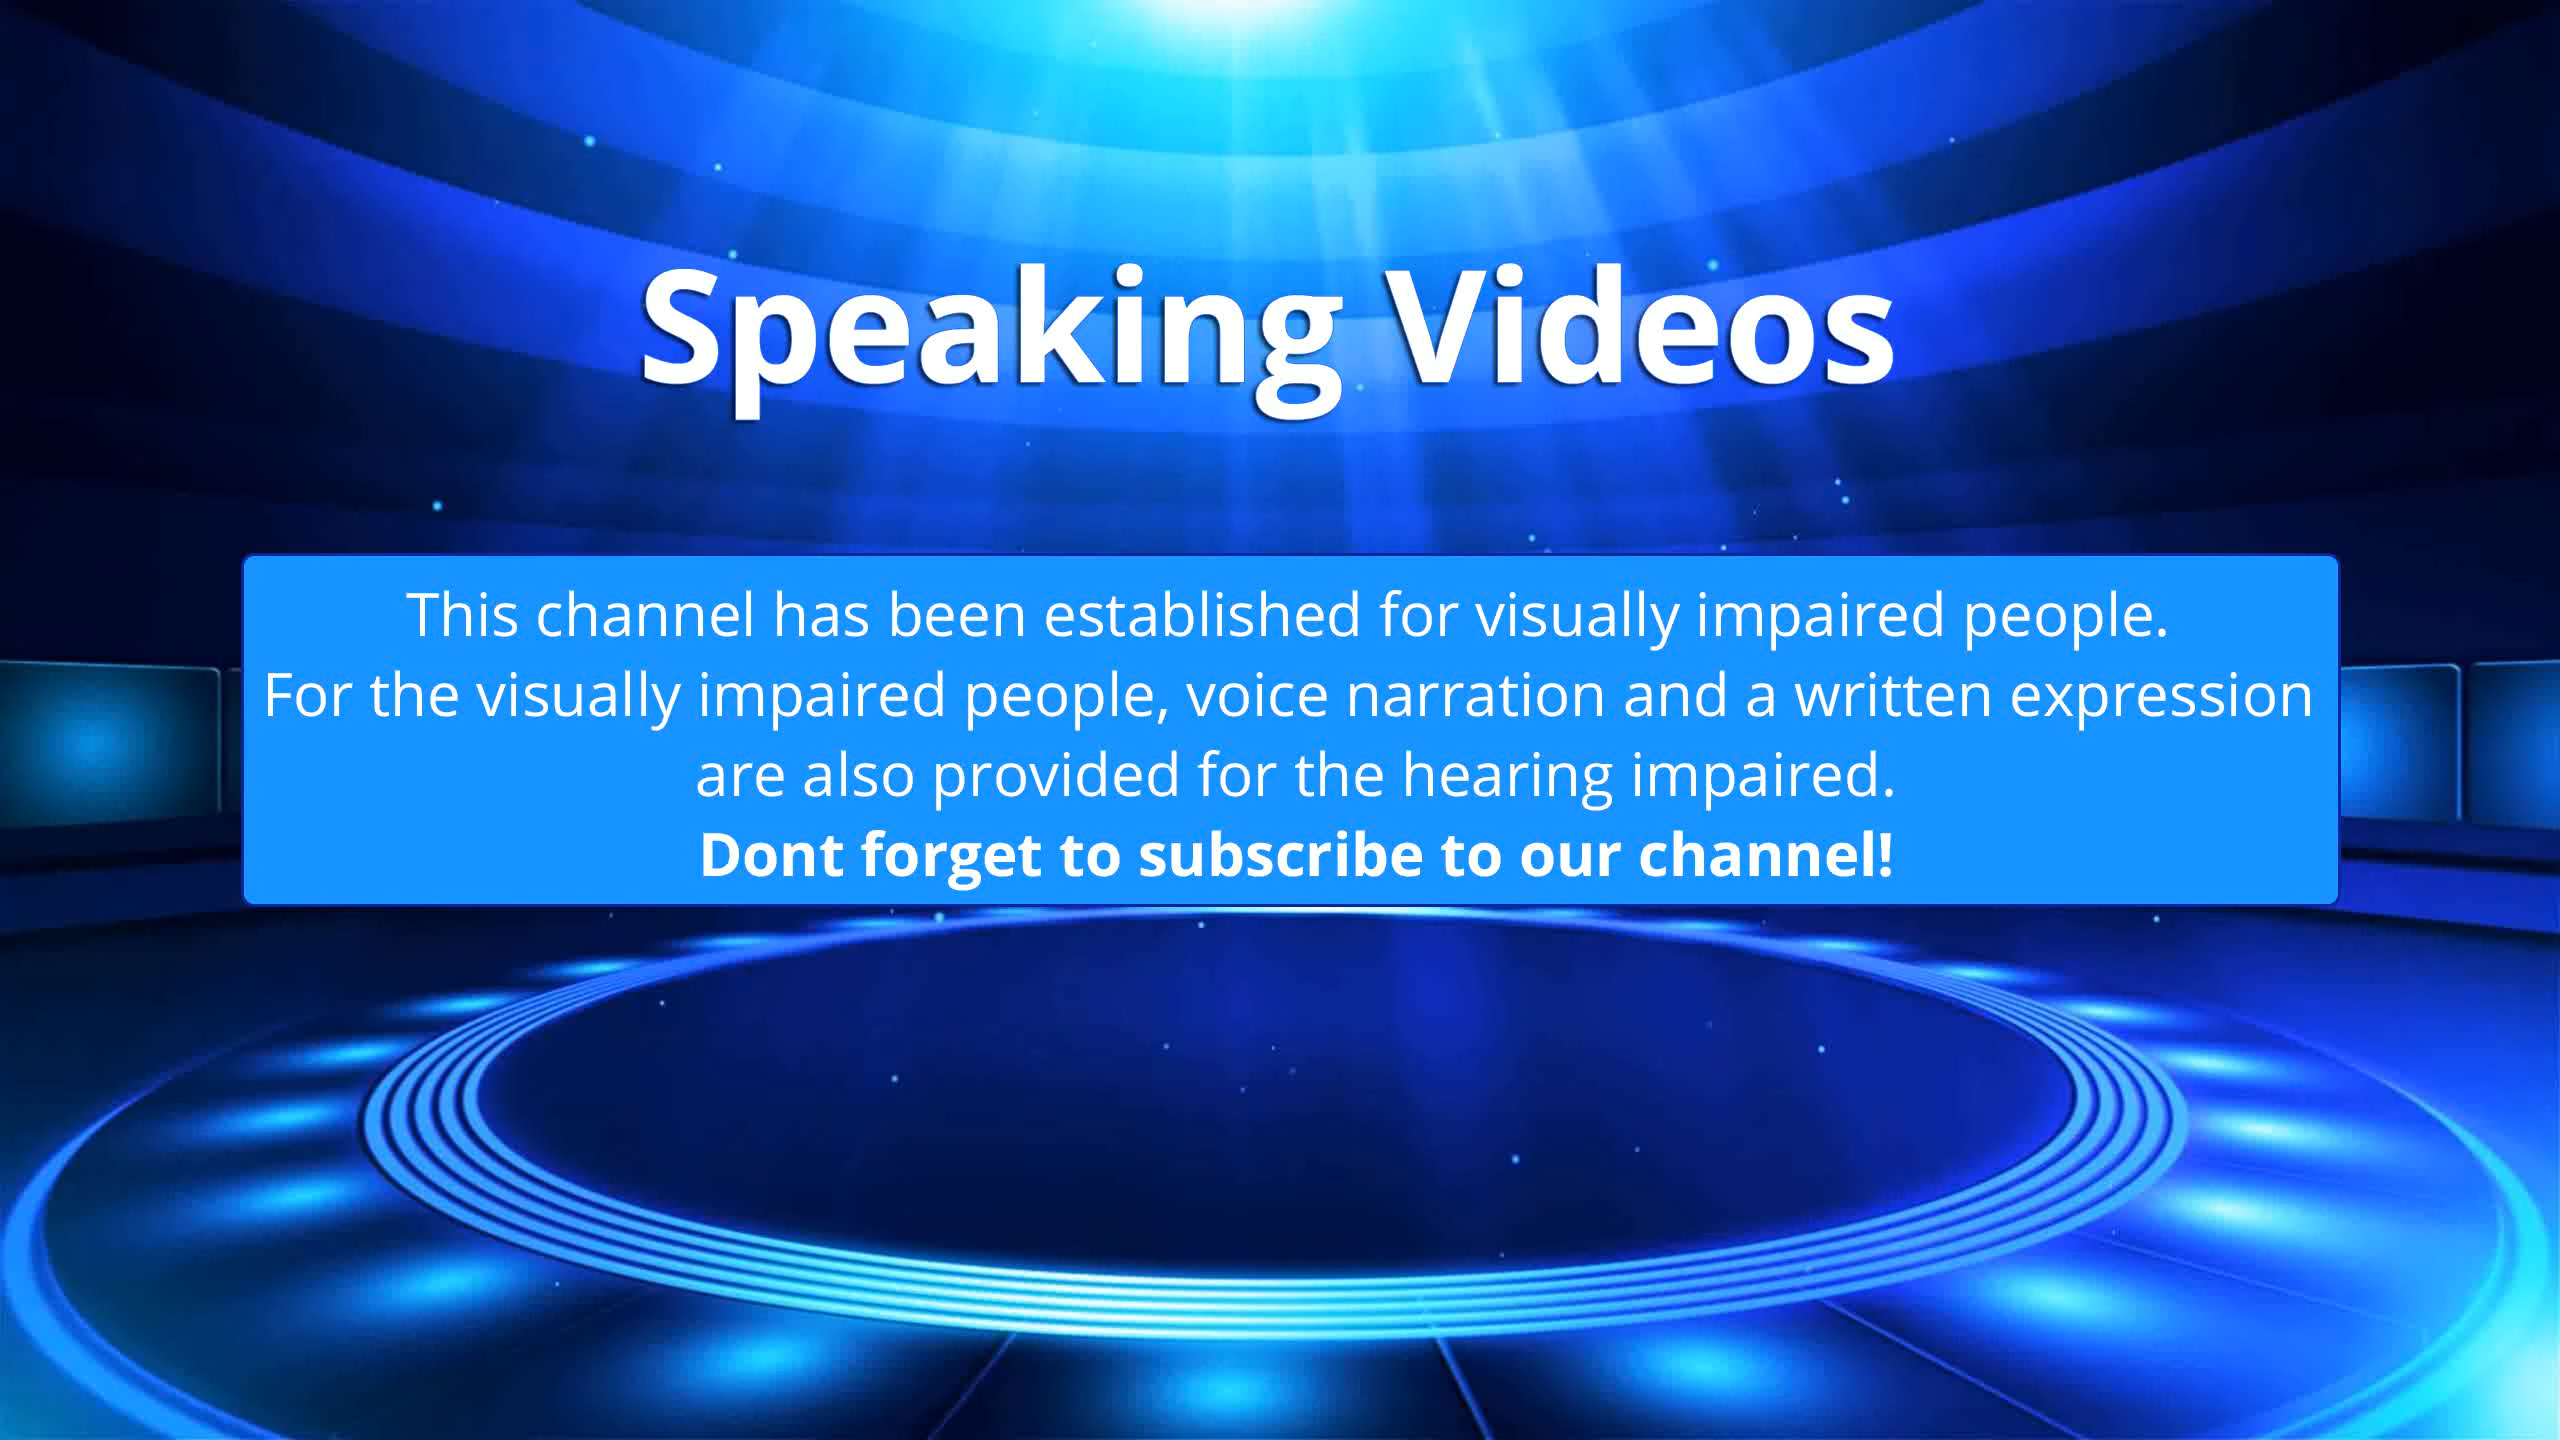 Speaking Videos
This channel has been established for visually impaired people.
For the visually impaired people, voice narration and a written expression
are also provided for the hearing impaired.
Dont forget to subscribe to our channel!